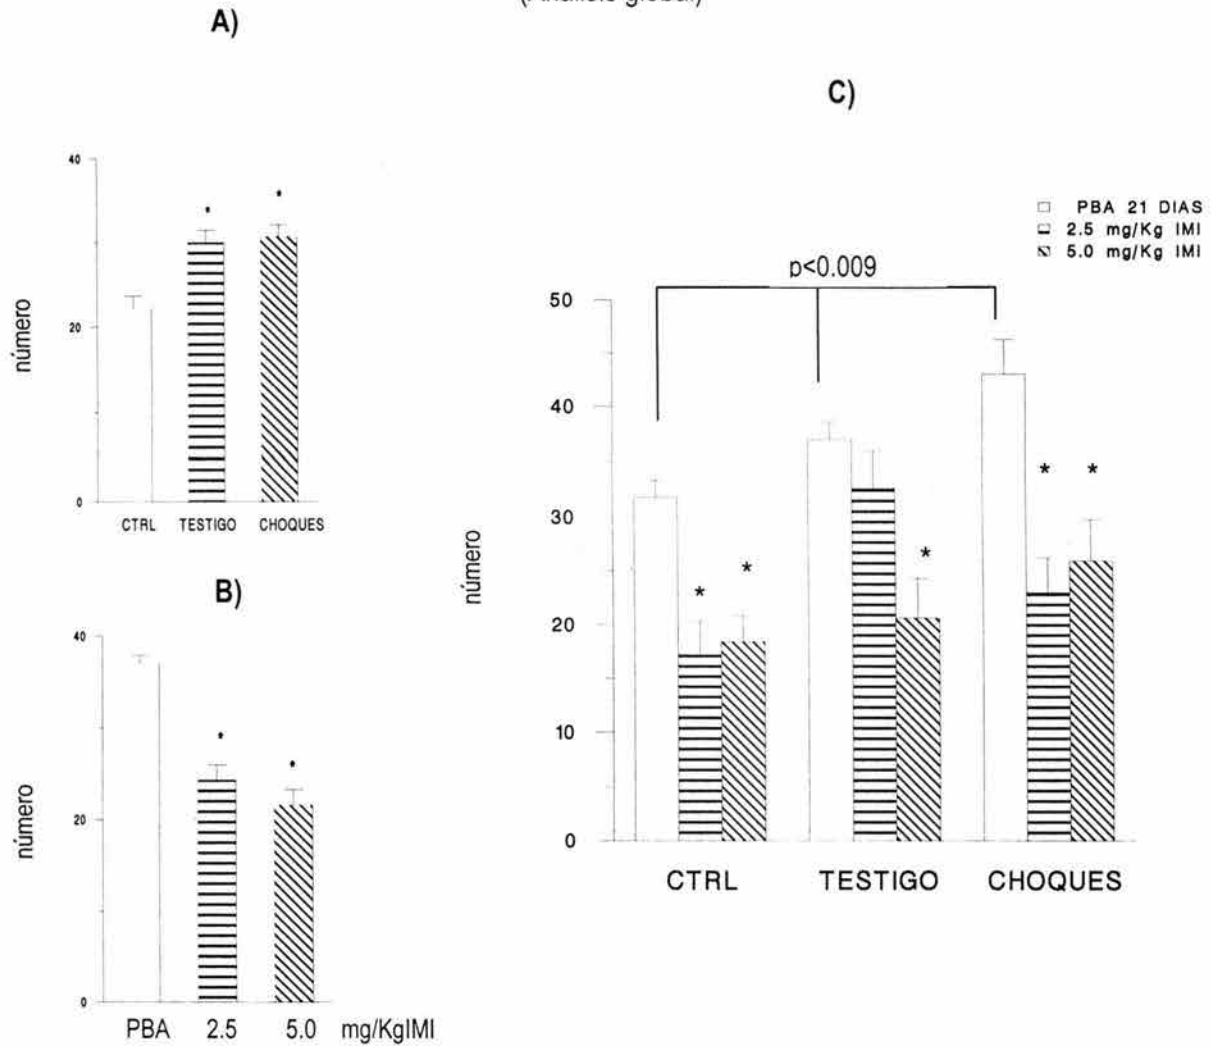 (Análisis global)
A)
40
20
0
número
CTRL TESTIGO CHOQUES
B)
40
20
0
número
PBA 2.5 5.0 mg/KgIMI
C)
PBA 21 DIAS
2.5 mg/Kg IMI
5.0 mg/Kg IMI
p<0.009
50
40
30
20
10
0
número
* * * * *
CTRL TESTIGO CHOQUES